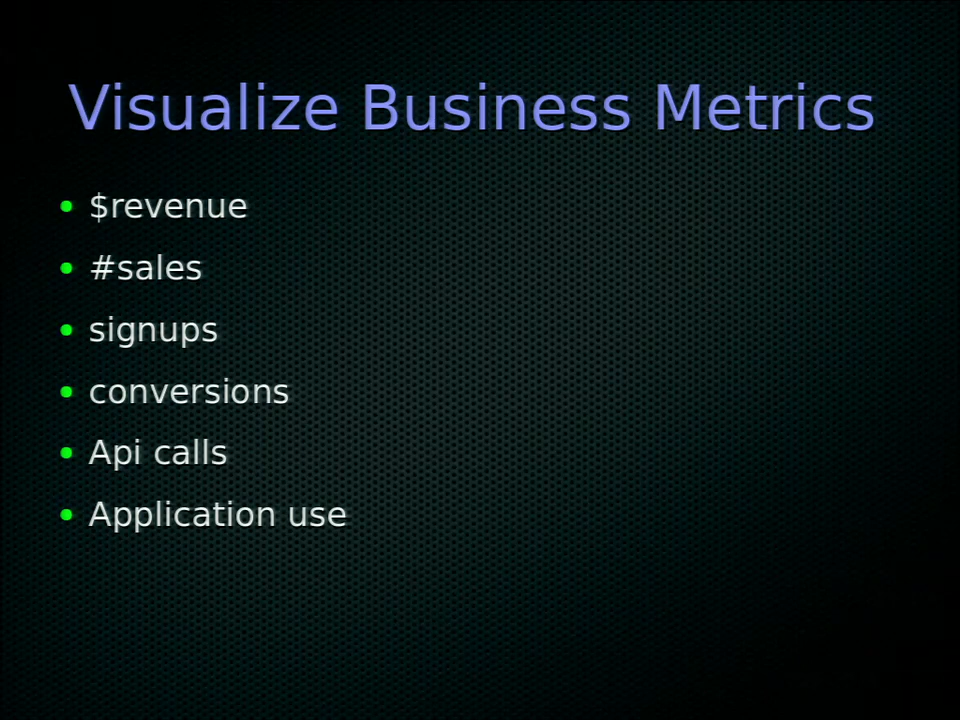 Visualize Business Metrics
• $revenue
• #sales
• signups
• conversions
• Api calls
• Application use